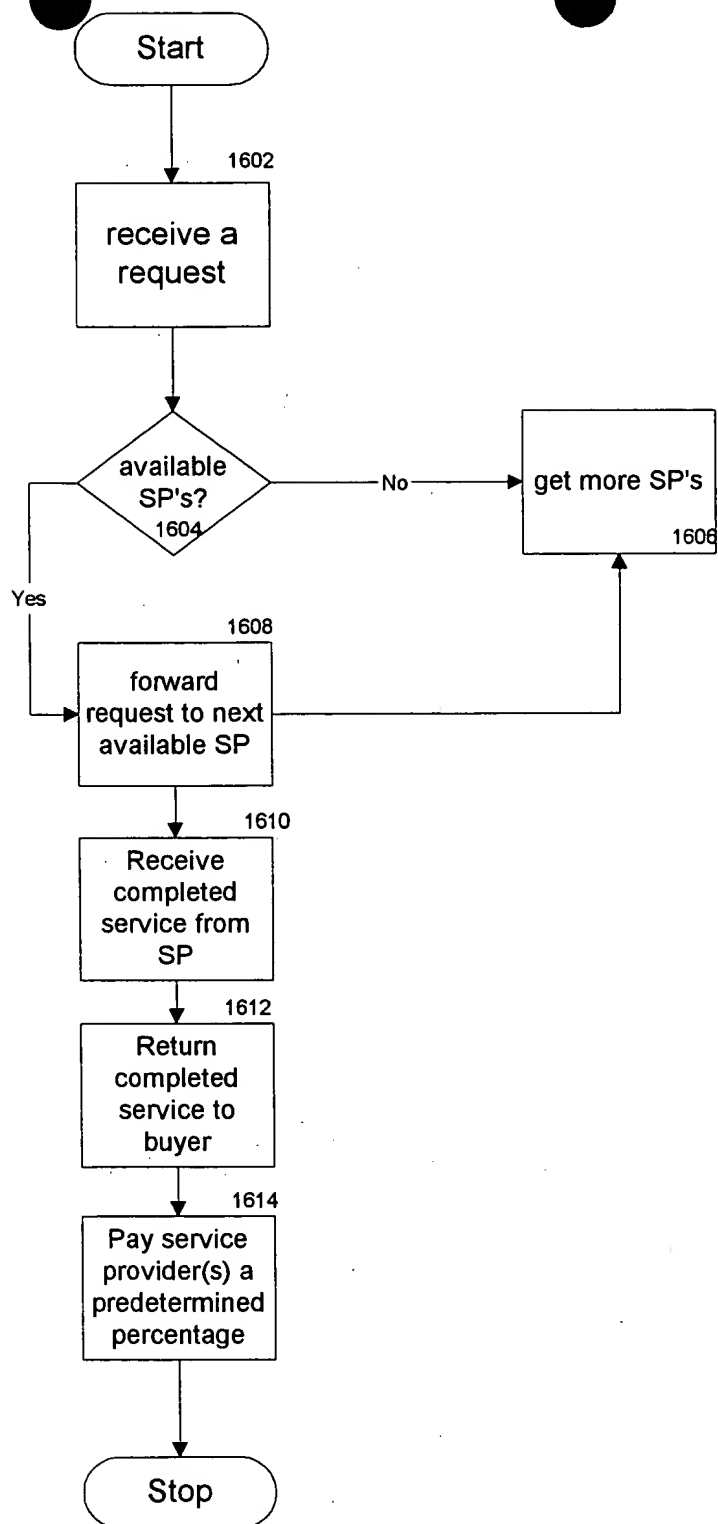 Start
1602
receive a
request
available
SP's?
1604
No
get more SP's
1606
Yes
1608
forward
request to next
available SP
1610
Receive
completed
service from
SP
1612
Return
completed
service to
buyer
1614
Pay service
provider(s) a
predetermined
percentage
Stop